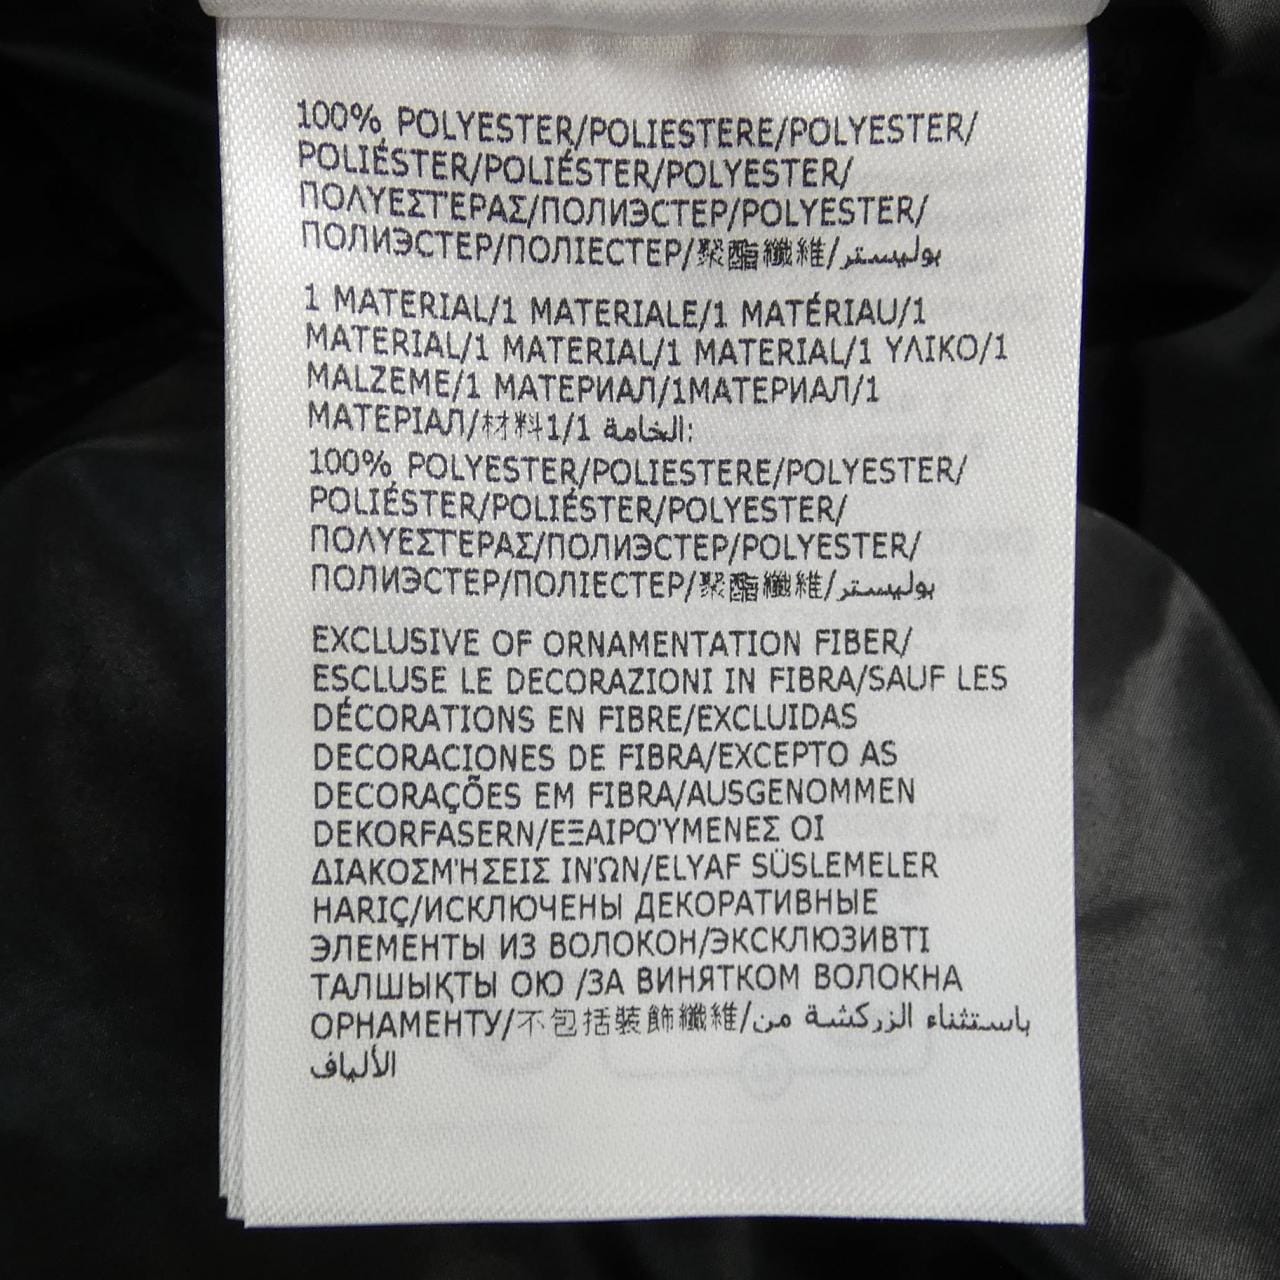 100% POLYESTER/POLIESTERE/POLYESTER/
POLIÉSTER/POLIÉSTER/POLYESTER/
ΠΟΛΥΕΣΤΈΡΑΣ/ПОЛИЭСТЕР/POLYESTER/
ПОЛИЭСТЕР/ПОЛІЕСТЕР/聚酯纖維/بوليستر
1 MATERIAL/1 MATERIALE/1 MATÉRIAU/1
MATERIAL/1 MATERIAL/1 MATERIAL/1 ΥΛΙΚΟ/1
MALZEME/1 МАТЕРИАЛ/1МАТЕРИАЛ/1
МАТЕРІАЛ/材料1/1 الخامة:
100% POLYESTER/POLIESTERE/POLYESTER/
POLIÉSTER/POLIÉSTER/POLYESTER/
ΠΟΛΥΕΣΤΈΡΑΣ/ПОЛИЭСТЕР/POLYESTER/
ПОЛИЭСТЕР/ПОЛІЕСТЕР/聚酯纖維/بوليستر
EXCLUSIVE OF ORNAMENTATION FIBER/
ESCLUSE LE DECORAZIONI IN FIBRA/SAUF LES
DÉCORATIONS EN FIBRE/EXCLUIDAS
DECORACIONES DE FIBRA/EXCEPTO AS
DECORAÇÕES EM FIBRA/AUSGENOMMEN
DEKORFASERN/ΕΞΑΙΡΟΎΜΕΝΕΣ ΟΙ
ΔΙΑΚΟΣΜΉΣΕΙΣ ΙΝΏΝ/ELYAF SÜSLEMELER
HARIÇ/ИСКЛЮЧЕНЫ ДЕКОРАТИВНЫЕ
ЭЛЕМЕНТЫ ИЗ ВОЛОКОН/ЭКСКЛЮЗИВТІ
ТАЛШЫҚТЫ ОЮ /ЗА ВИНЯТКОМ ВОЛОКНА
ОРНАМЕНТУ/不包括裝飾纖維/باستثناء الزركشة من
الألياف